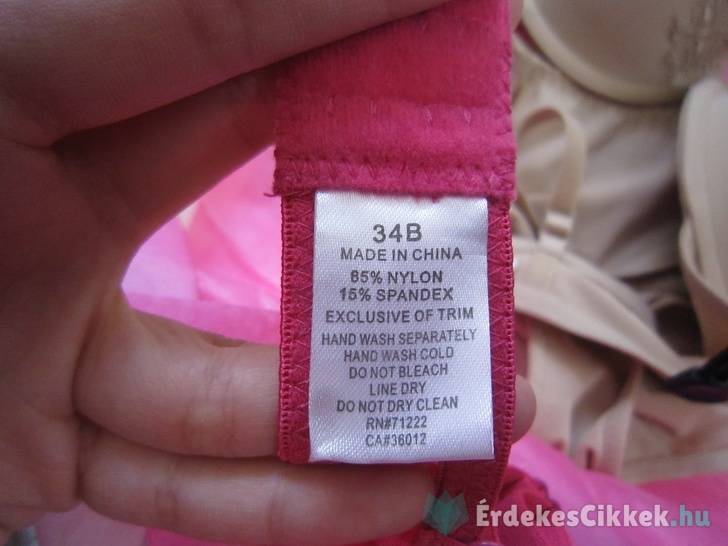 34B
MADE IN CHINA
85% NYLON
15% SPANDEX
EXCLUSIVE OF TRIM
HAND WASH SEPARATELY
HAND WASH COLD
DO NOT BLEACH
LINE DRY
DO NOT DRY CLEAN
RN#71222
CA#36012
ÉrdekesCikkek.hu